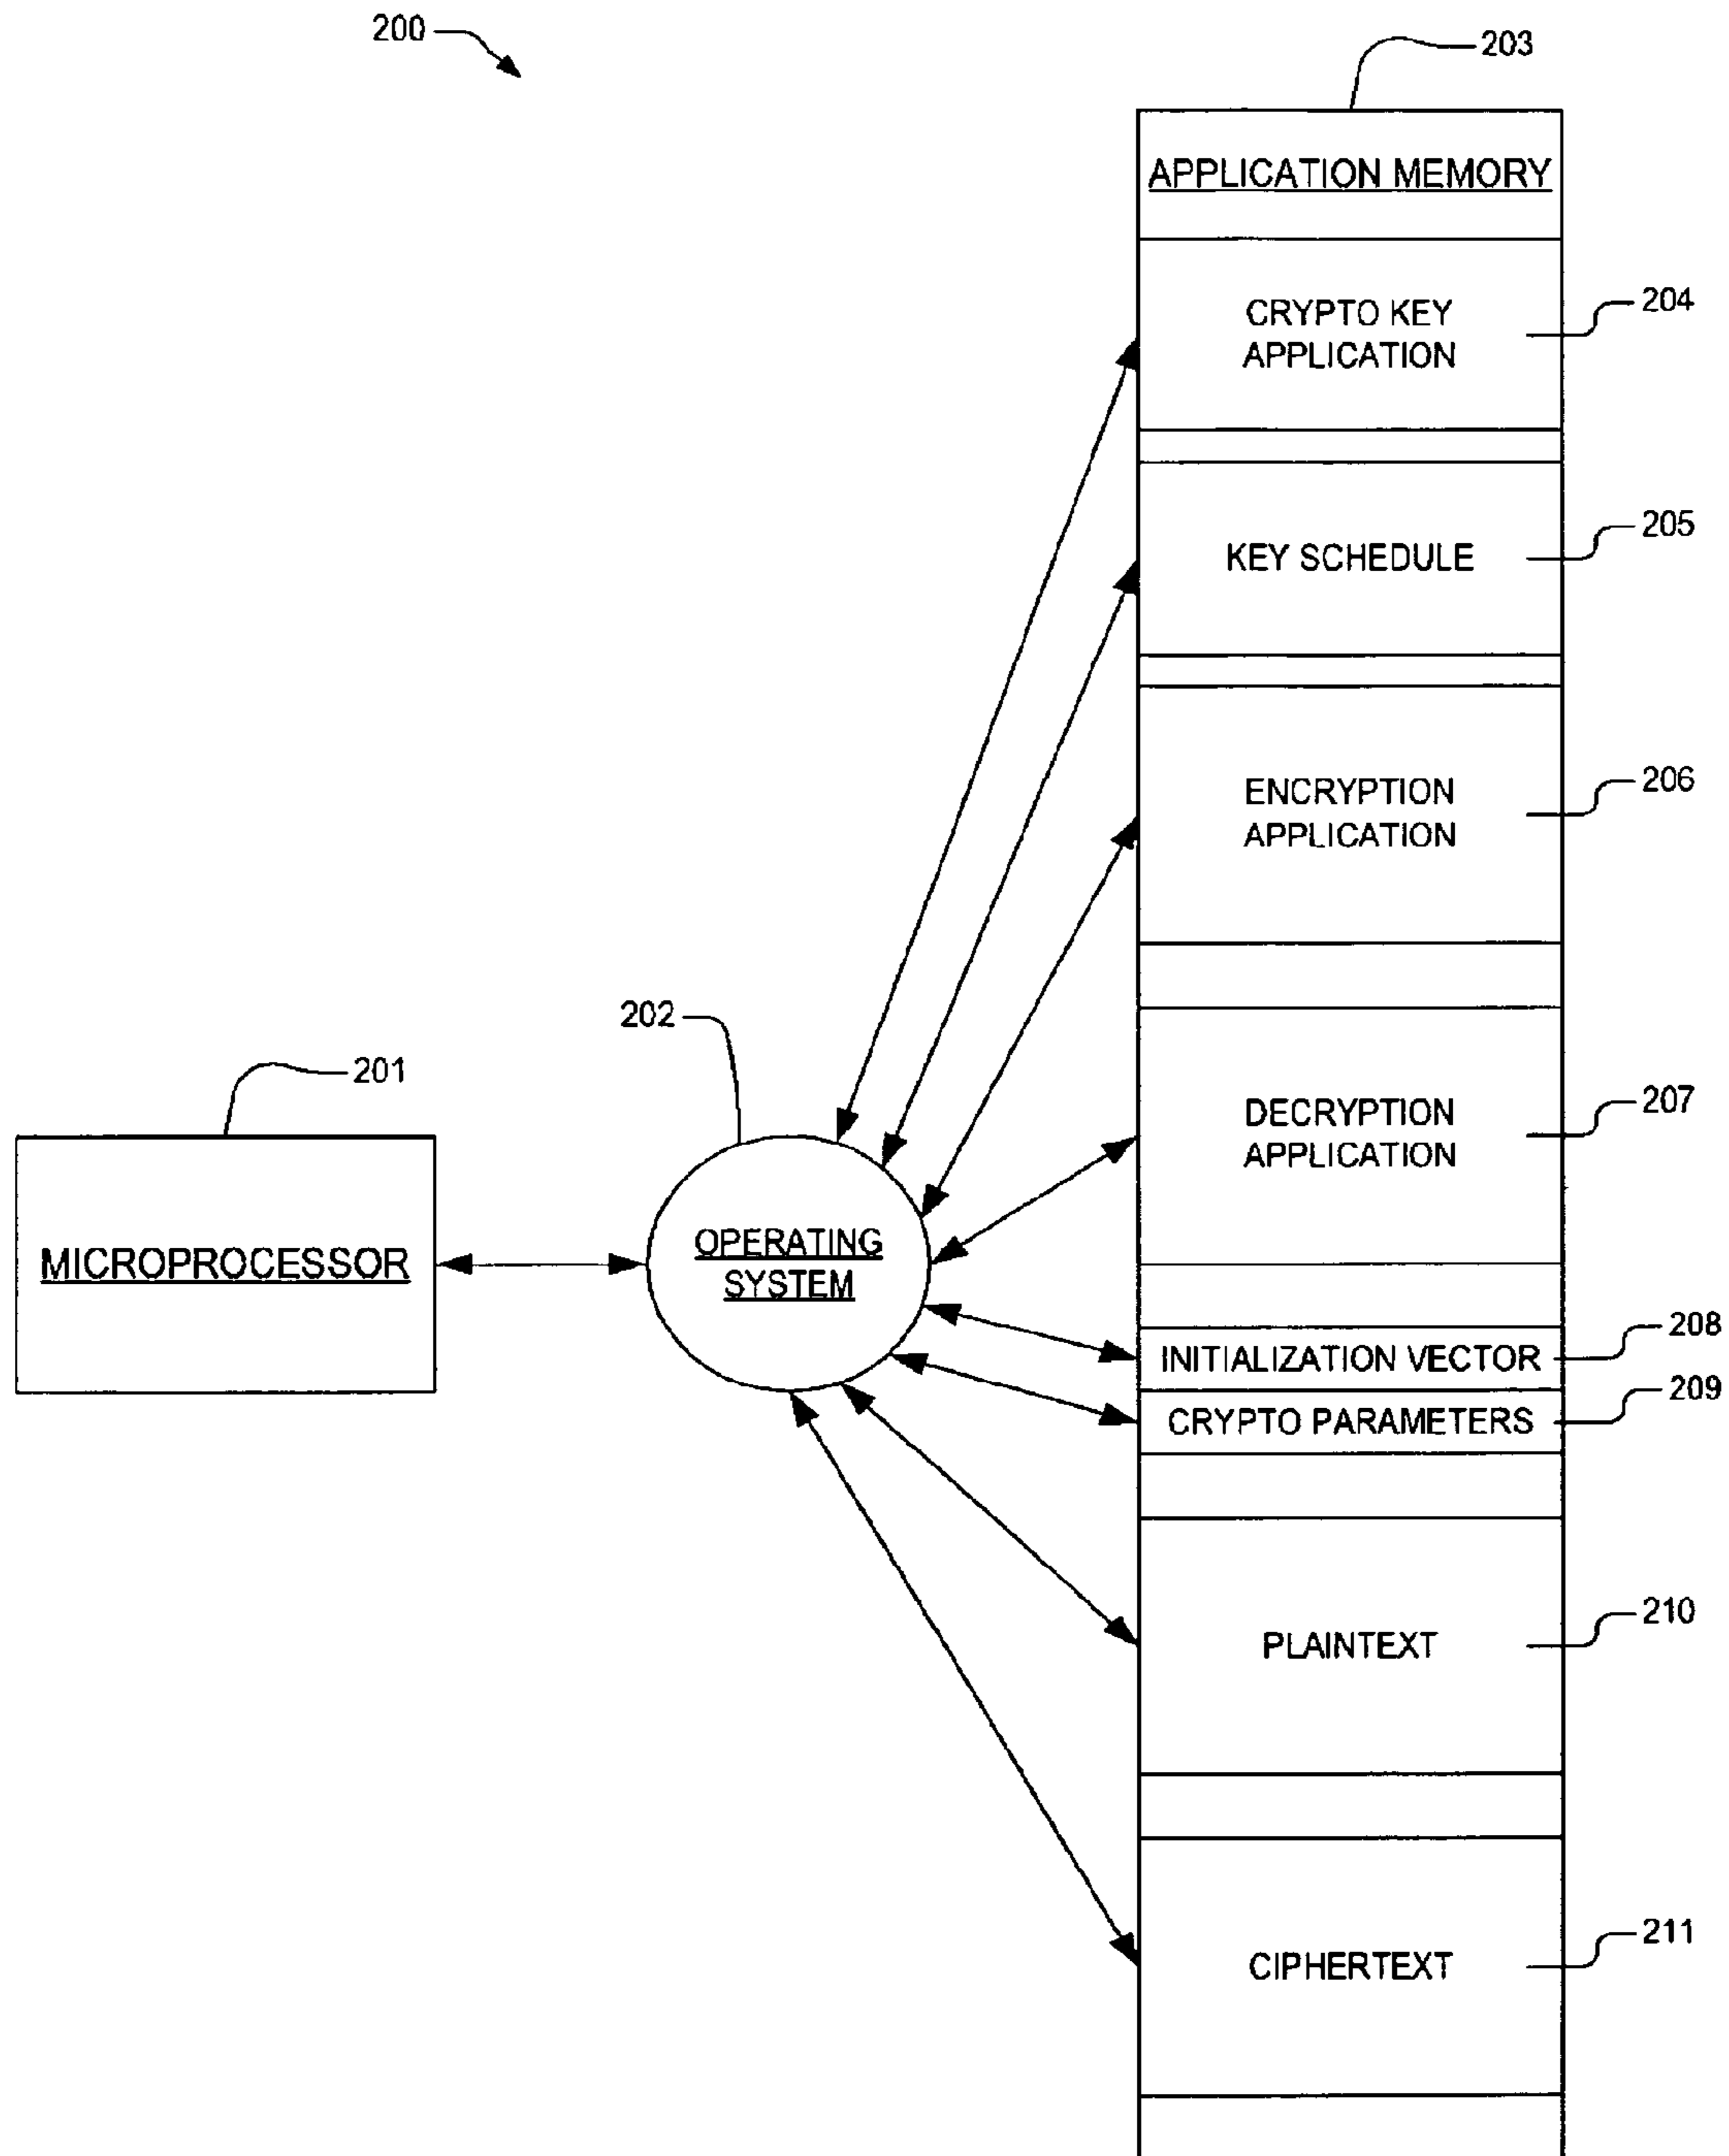 200
203
APPLICATION MEMORY
204
CRYPTO KEY
APPLICATION
205
KEY SCHEDULE
206
ENCRYPTION
APPLICATION
202
201
207
DECRYPTION
APPLICATION
MICROPROCESSOR
OPERATING
SYSTEM
208
INITIALIZATION VECTOR
209
CRYPTO PARAMETERS
210
PLAINTEXT
211
CIPHERTEXT